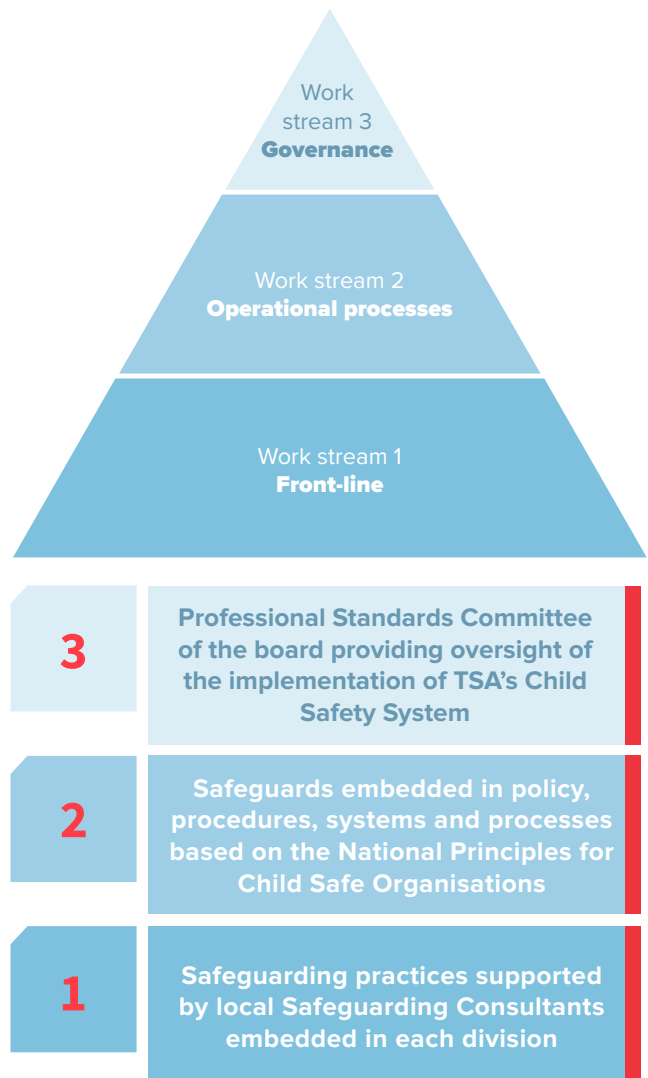 Work
stream 3
Governance
Work stream 2
Operational processes
Work stream 1
Front-line
3
Professional Standards Committee
of the board providing oversight of
the implementation of TSA’s Child
Safety System
2
Safeguards embedded in policy,
procedures, systems and processes
based on the National Principles for
Child Safe Organisations
1
Safeguarding practices supported
by local Safeguarding Consultants
embedded in each division